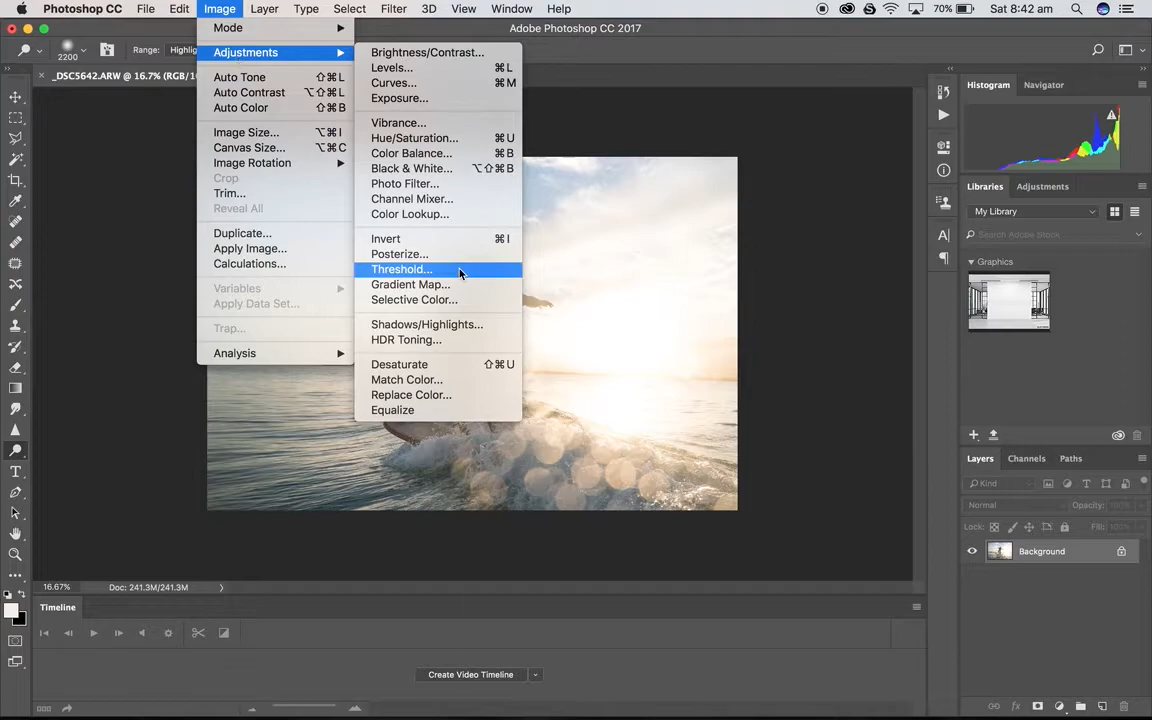 Photoshop CC File Edit Image Layer Type Select Filter 3D View Window Help 70% Sat 8:42 am
Adobe Photoshop CC 2017
2200 Range: Highlig
_DSC5642.ARW @ 16.7% (RGB/1
Mode
Adjustments
Auto Tone ⇧⌘L
Auto Contrast ⌥⇧⌘L
Auto Color ⇧⌘B
Image Size... ⌥⌘I
Canvas Size... ⌥⌘C
Image Rotation
Crop
Trim...
Reveal All
Duplicate...
Apply Image...
Calculations...
Variables
Apply Data Set...
Trap...
Analysis
Brightness/Contrast...
Levels... ⌘L
Curves... ⌘M
Exposure...
Vibrance...
Hue/Saturation... ⌘U
Color Balance... ⌘B
Black & White... ⌥⇧⌘B
Photo Filter...
Channel Mixer...
Color Lookup...
Invert ⌘I
Posterize...
Threshold...
Gradient Map...
Selective Color...
Shadows/Highlights...
HDR Toning...
Desaturate ⇧⌘U
Match Color...
Replace Color...
Equalize
Histogram Navigator
Libraries Adjustments
My Library
Search Adobe Stock
Graphics
Layers Channels Paths
Kind
Normal Opacity: 100%
Lock: Fill: 100%
Background
16.67% Doc: 241.3M/241.3M
Timeline
Create Video Timeline